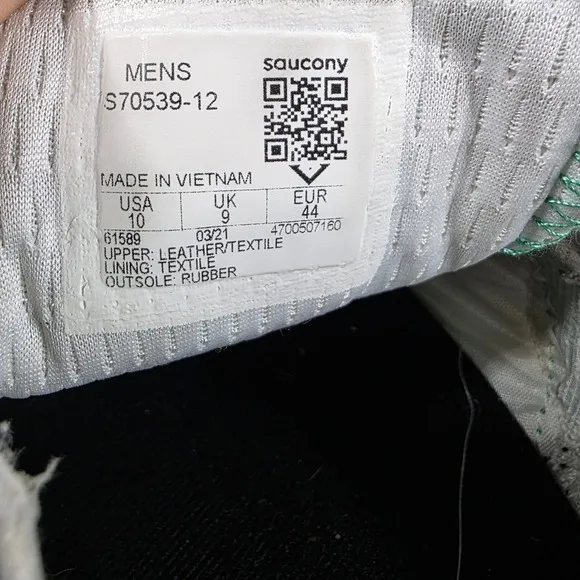 MENS
saucony
S70539-12
MADE IN VIETNAM
USA UK EUR
10 9 44
61589 03/21 4700507160
UPPER: LEATHER/TEXTILE
LINING: TEXTILE
OUTSOLE: RUBBER